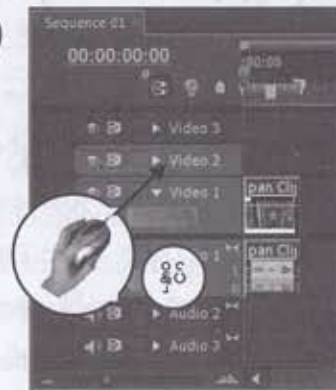 Sequence 01
00:00:00:00
00:00
Video 3
Video 2
Video 1
pan Cli
pan Cli
Audio 2
Audio 3